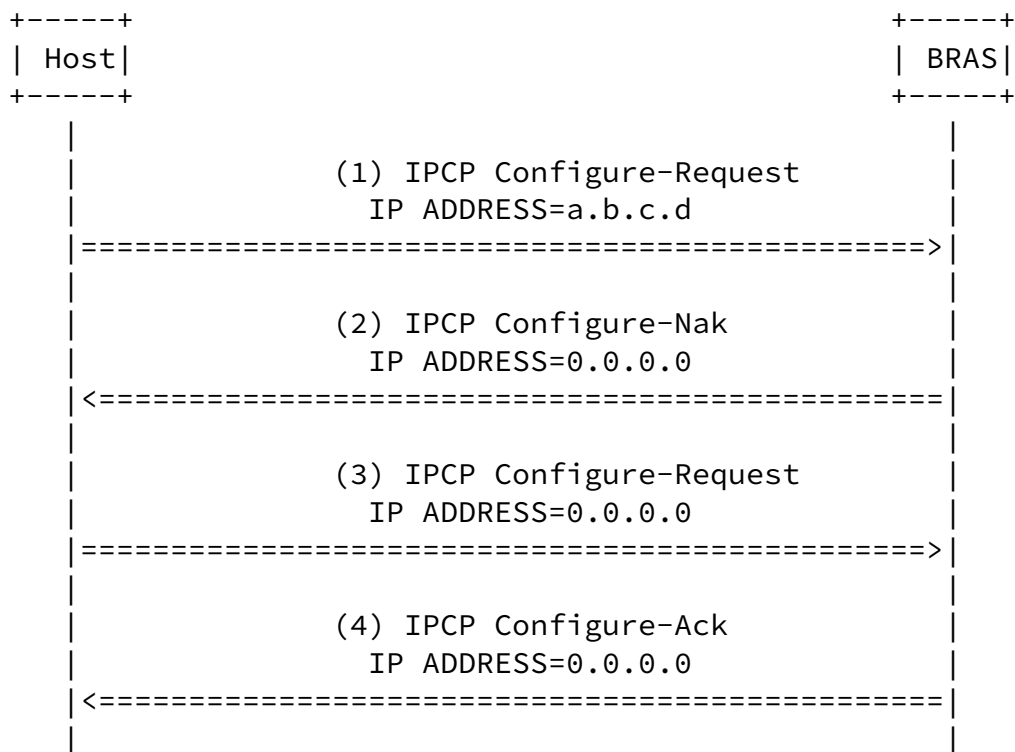 +-----+ +-----+
| Host| | BRAS|
+-----+ +-----+
(1) IPCP Configure-Request
IP ADDRESS=a.b.c.d
|===============================================>|
(2) IPCP Configure-Nak
IP ADDRESS=0.0.0.0
|<===============================================|
(3) IPCP Configure-Request
IP ADDRESS=0.0.0.0
|===============================================>|
(4) IPCP Configure-Ack
IP ADDRESS=0.0.0.0
|<===============================================|